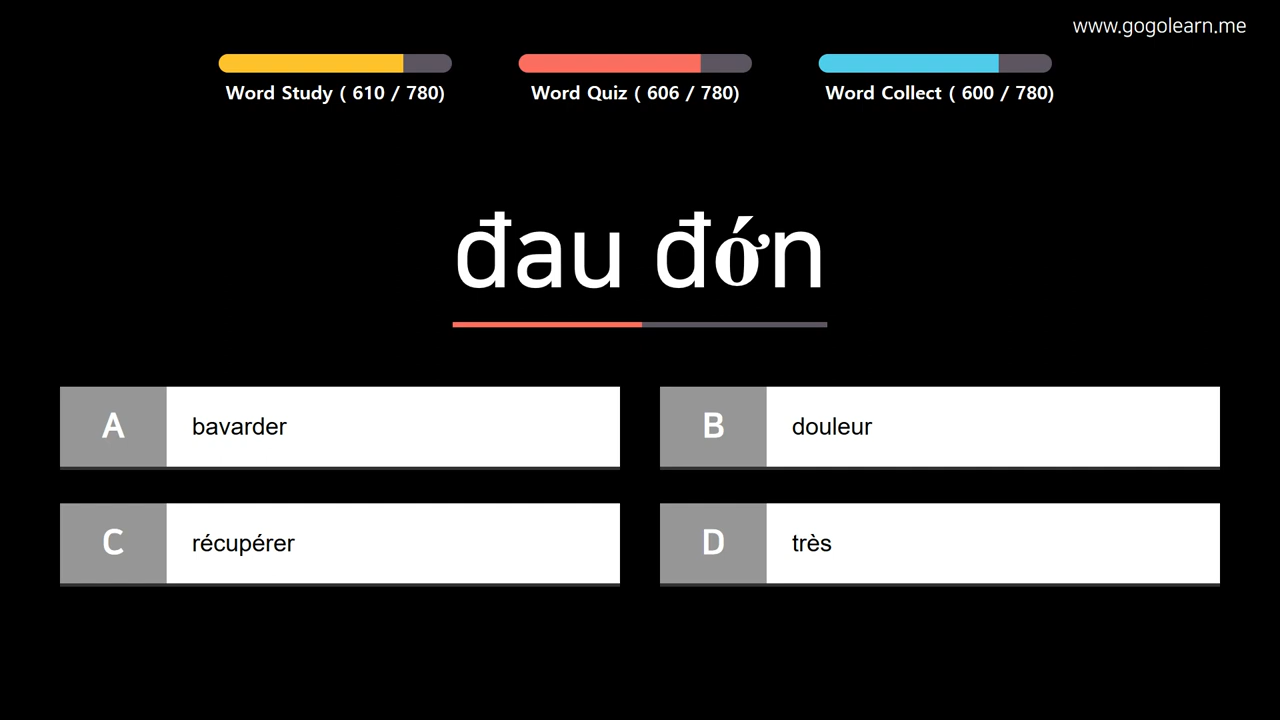 www.gogolearn.me
Word Study ( 610 / 780)
Word Quiz ( 606 / 780)
Word Collect ( 600 / 780)
đau đớn
A bavarder
B douleur
C récupérer
D très